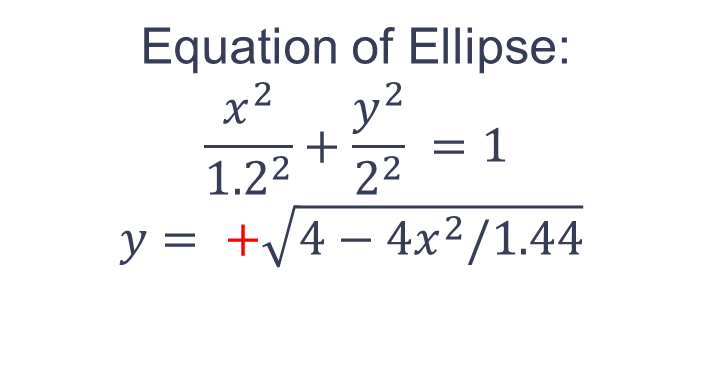 Equation of Ellipse:
x²/1.2² + y²/2² = 1
y = +√(4 − 4x²/1.44)